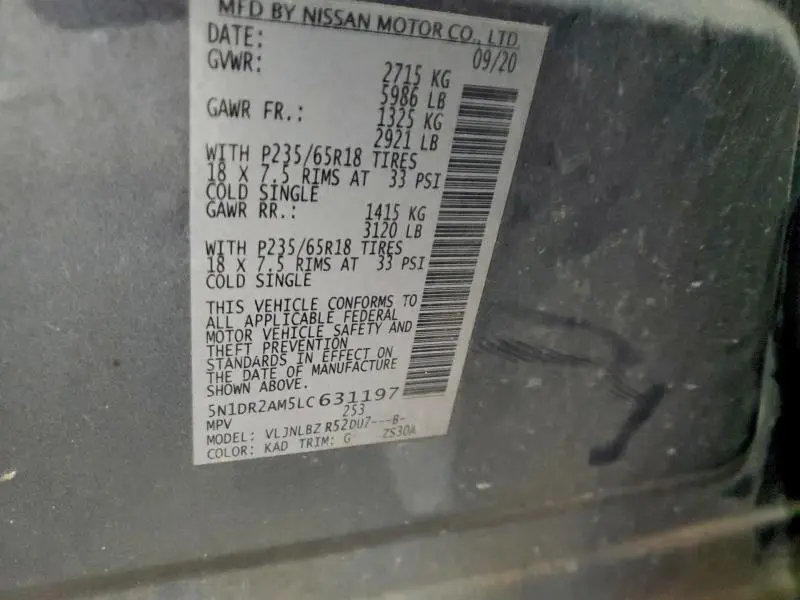 MFD BY NISSAN MOTOR CO., LTD.
DATE: 09/20
GVWR: 2715 KG
5986 LB
GAWR FR.: 1325 KG
2921 LB
WITH P235/65R18 TIRES
18 X 7.5 RIMS AT 33 PSI
COLD SINGLE
GAWR RR.: 1415 KG
3120 LB
WITH P235/65R18 TIRES
18 X 7.5 RIMS AT 33 PSI
COLD SINGLE
THIS VEHICLE CONFORMS TO
ALL APPLICABLE FEDERAL
MOTOR VEHICLE SAFETY AND
THEFT PREVENTION
STANDARDS IN EFFECT ON
THE DATE OF MANUFACTURE
SHOWN ABOVE.
5N1DR2AM5LC631197
MPV 253
MODEL: VLJNLBZ R52DU7---B-
COLOR: KAD TRIM: G ZS30A